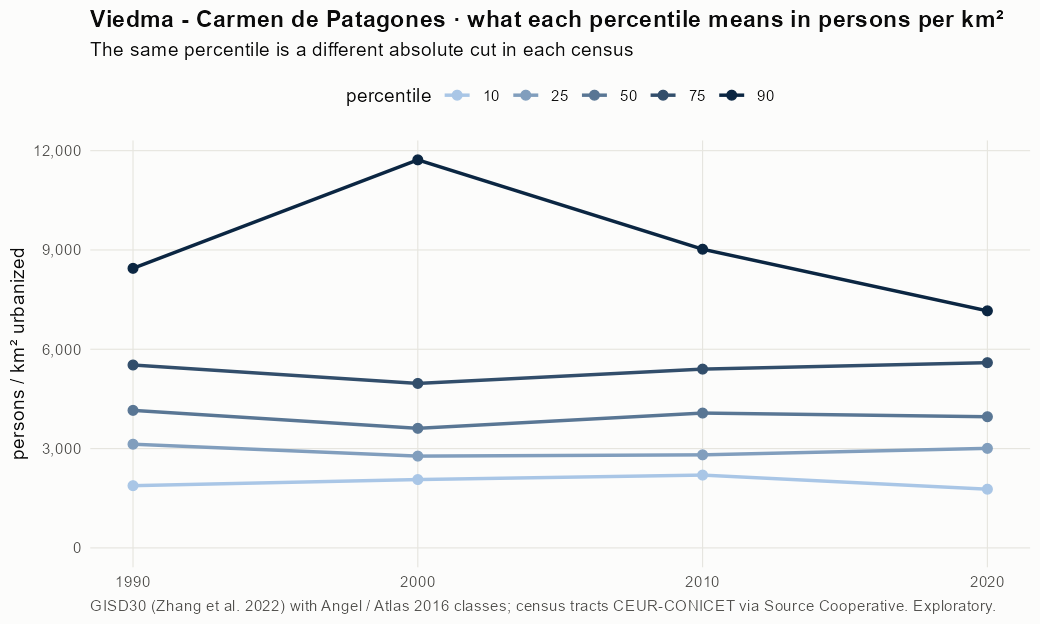 Viedma - Carmen de Patagones · what each percentile means in persons per km²
The same percentile is a different absolute cut in each census
percentile 10 25 50 75 90
12,000
9,000
6,000
3,000
0
persons / km² urbanized
1990 2000 2010 2020
GISD30 (Zhang et al. 2022) with Angel / Atlas 2016 classes; census tracts CEUR-CONICET via Source Cooperative. Exploratory.